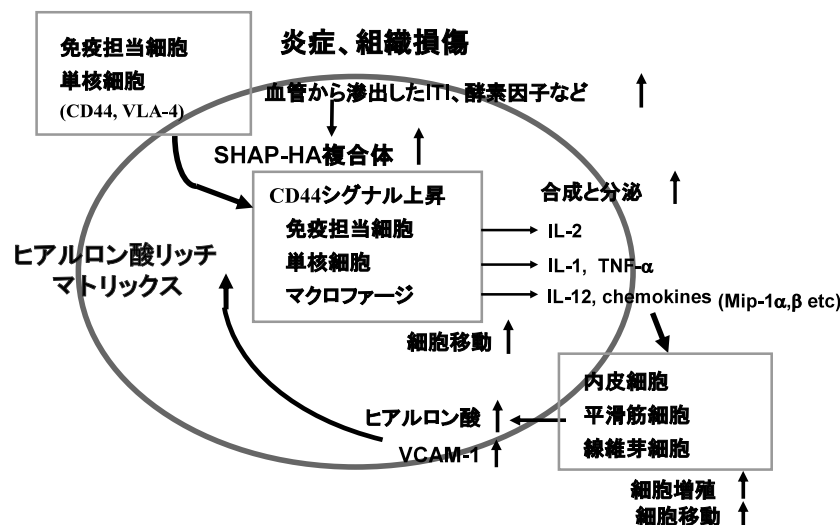 免疫担当細胞
単核細胞
(CD44, VLA-4)
炎症、組織損傷
血管から滲出したITI、酵素因子など
SHAP-HA複合体
CD44シグナル上昇
免疫担当細胞
単核細胞
マクロファージ
合成と分泌
IL-2
IL-1, TNF-α
IL-12, chemokines (Mip-1α,β etc)
ヒアルロン酸リッチ
マトリックス
細胞移動
内皮細胞
平滑筋細胞
線維芽細胞
ヒアルロン酸
VCAM-1
細胞増殖
細胞移動